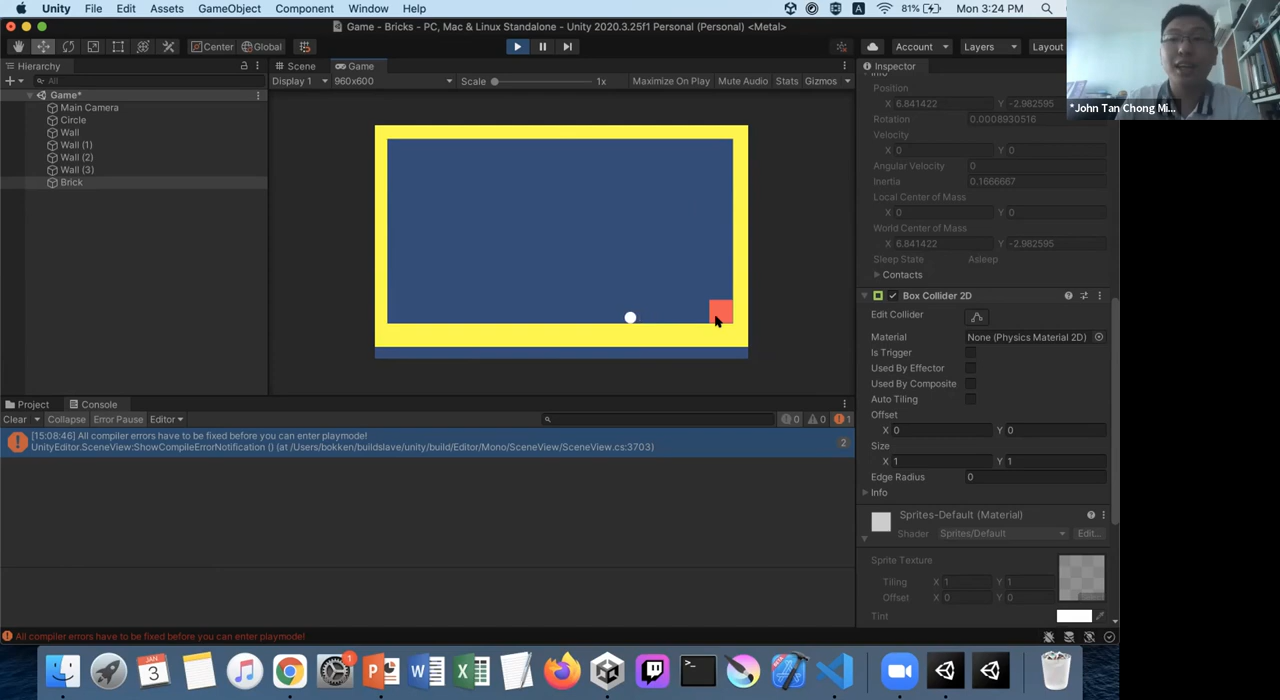 Unity File Edit Assets GameObject Component Window Help 81% Mon 3:24 PM
Game - Bricks - PC, Mac & Linux Standalone - Unity 2020.3.25f1 Personal (Personal) <Metal>
Center Global Account Layers Layout
Hierarchy
All
Game*
Main Camera
Circle
Wall
Wall (1)
Wall (2)
Wall (3)
Brick
Scene Game
Display 1 960x600 Scale 1x Maximize On Play Mute Audio Stats Gizmos
Project Console
Clear Collapse Error Pause Editor 0 0 1
[15:08:46] All compiler errors have to be fixed before you can enter playmode!
UnityEditor.SceneView:ShowCompileErrorNotification () (at /Users/bokken/buildslave/unity/build/Editor/Mono/SceneView/SceneView.cs:3703)
2
All compiler errors have to be fixed before you can enter playmode!
Inspector
Info
Position
X 6.841422 Y -2.982595
Rotation 0.0008930516
Velocity
X 0 Y 0
Angular Velocity 0
Inertia 0.1666667
Local Center of Mass
X 0 Y 0
World Center of Mass
X 6.841422 Y -2.982595
Sleep State Asleep
Contacts
Box Collider 2D
Edit Collider
Material None (Physics Material 2D)
Is Trigger
Used By Effector
Used By Composite
Auto Tiling
Offset
X 0 Y 0
Size
X 1 Y 1
Edge Radius 0
Info
Sprites-Default (Material)
Shader Sprites/Default Edit...
Sprite Texture
Tiling X 1 Y 1
Offset X 0 Y 0
Tint
*John Tan Chong Mi...
JAN
3
1